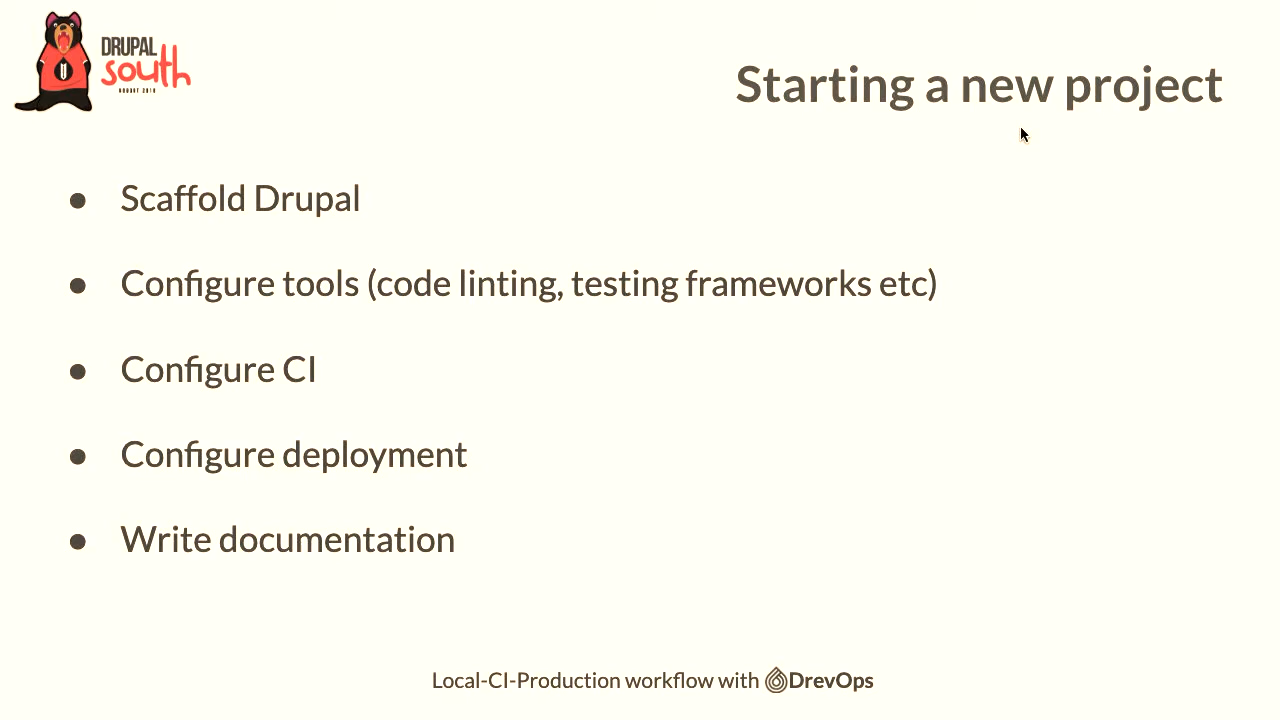 DRUPAL
south
Starting a new project
● Scaffold Drupal
● Configure tools (code linting, testing frameworks etc)
● Configure CI
● Configure deployment
● Write documentation
Local-CI-Production workflow with DrevOps